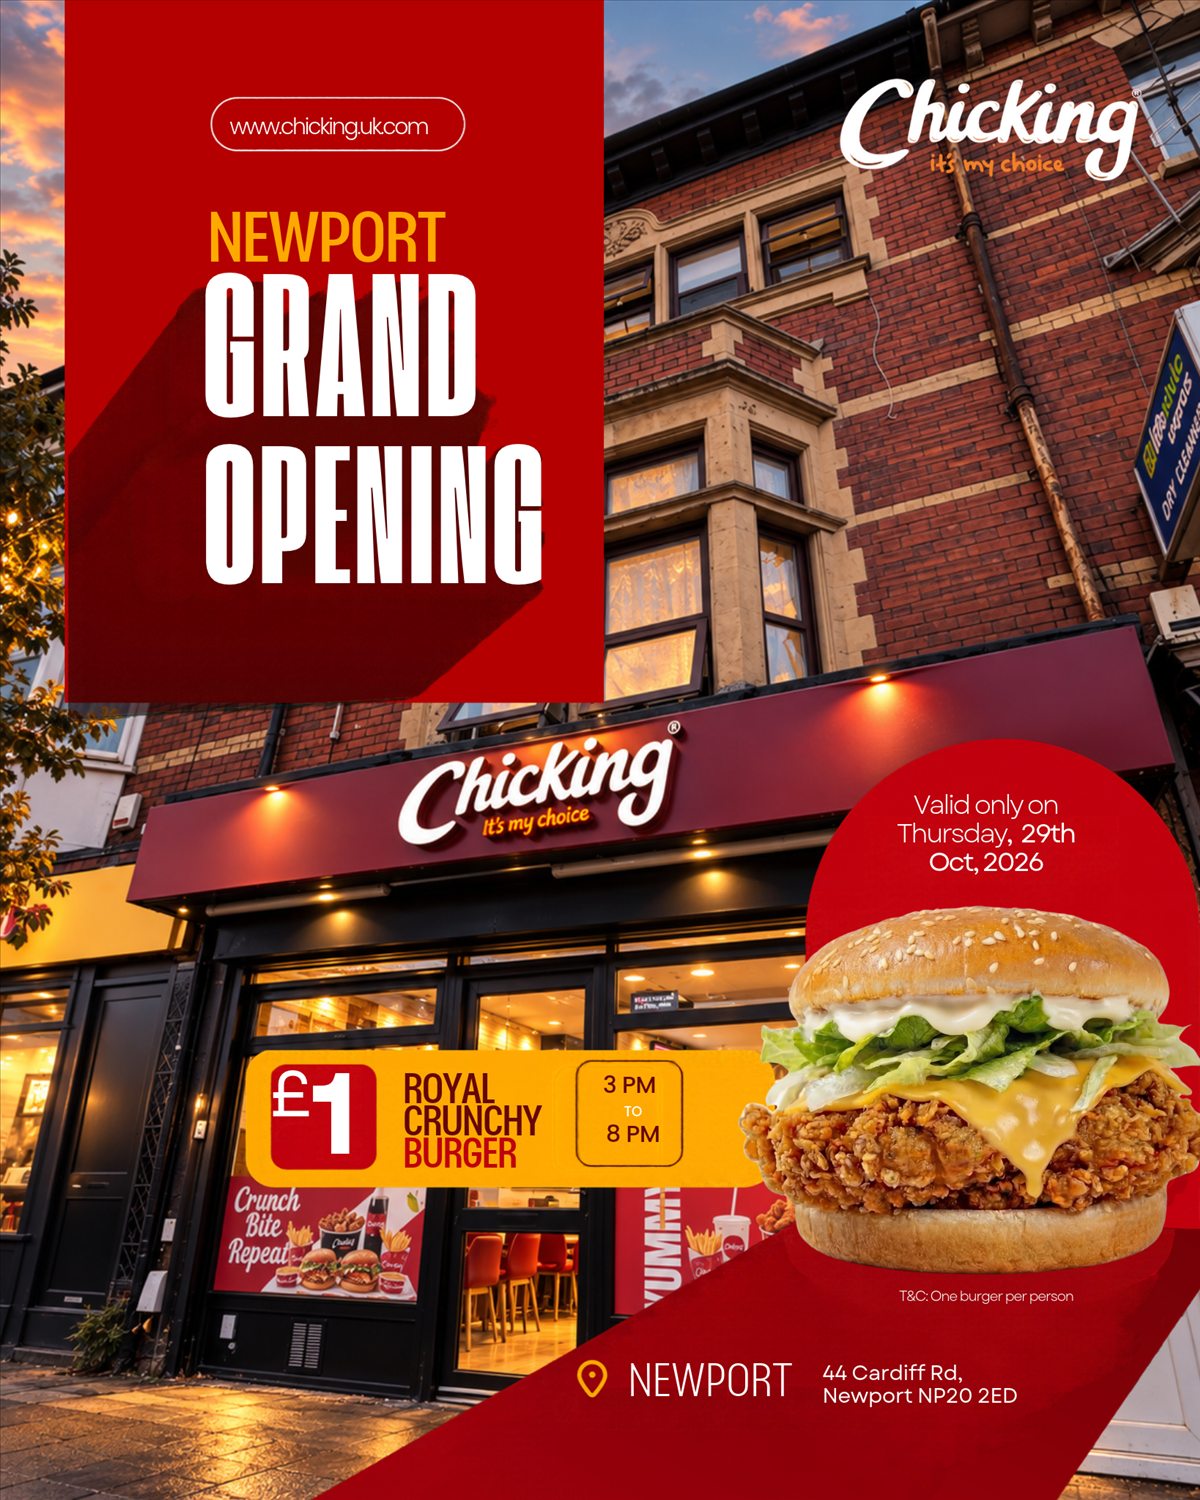 www.chicking.uk.com
Chicking®
it's my choice
NEWPORT
GRAND
OPENING
DRY CLEANE
Chicking®
It's my choice
Valid only on
Thursday, 29th
Oct, 2026
£1
ROYAL
CRUNCHY
BURGER
3 PM
TO
8 PM
Crunch
Bite
Repeat
YUMMY
T&C: One burger per person
NEWPORT
44 Cardiff Rd,
Newport NP20 2ED